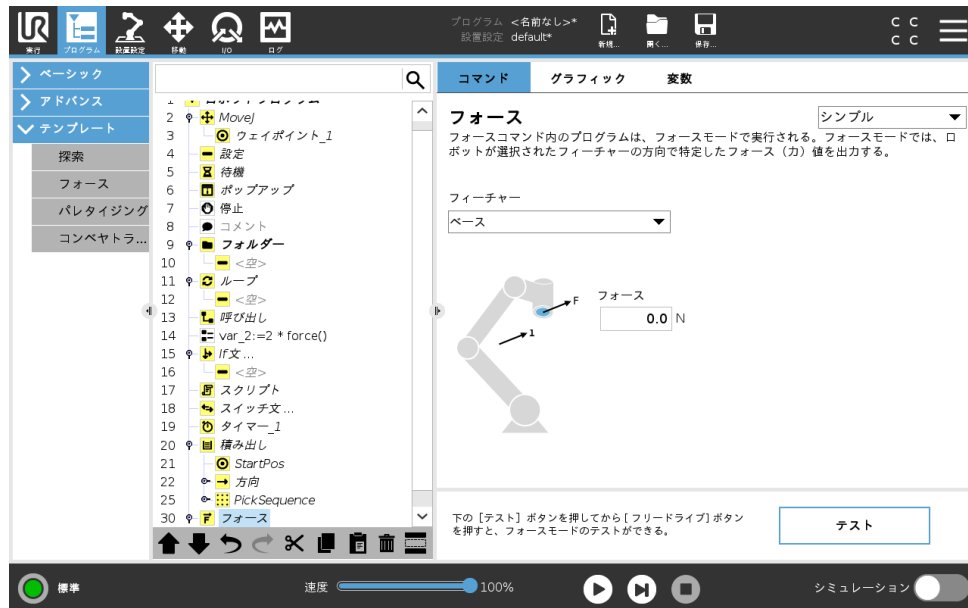 UR
実行
プログラム
設置設定
移動
I/O
ログ
プログラム <名前なし>*
設置設定 default*
新規...
開く...
保存...
C C
C C
ベーシック
アドバンス
テンプレート
探索
フォース
パレタイジング
コンベヤトラ...
1 ロボットプログラム
2 MoveJ
3 ウェイポイント_1
4 設定
5 待機
6 ポップアップ
7 停止
8 コメント
9 フォルダー
10 <空>
11 ループ
12 <空>
13 呼び出し
14 var_2:=2 * force()
15 If文 ...
16 <空>
17 スクリプト
18 スイッチ文 ...
19 タイマー_1
20 積み出し
21 StartPos
22 方向
25 PickSequence
30 フォース
コマンド
グラフィック
変数
フォース
シンプル
フォースコマンド内のプログラムは、フォースモードで実行される。フォースモードでは、ロ
ボットが選択されたフィーチャーの方向で特定したフォース（力）値を出力する。
フィーチャー
ベース
F
1
フォース
0.0 N
下の［テスト］ボタンを押してから[フリードライブ]ボタン
を押すと、フォースモードのテストができる。
テスト
標準
速度
100%
シミュレーション